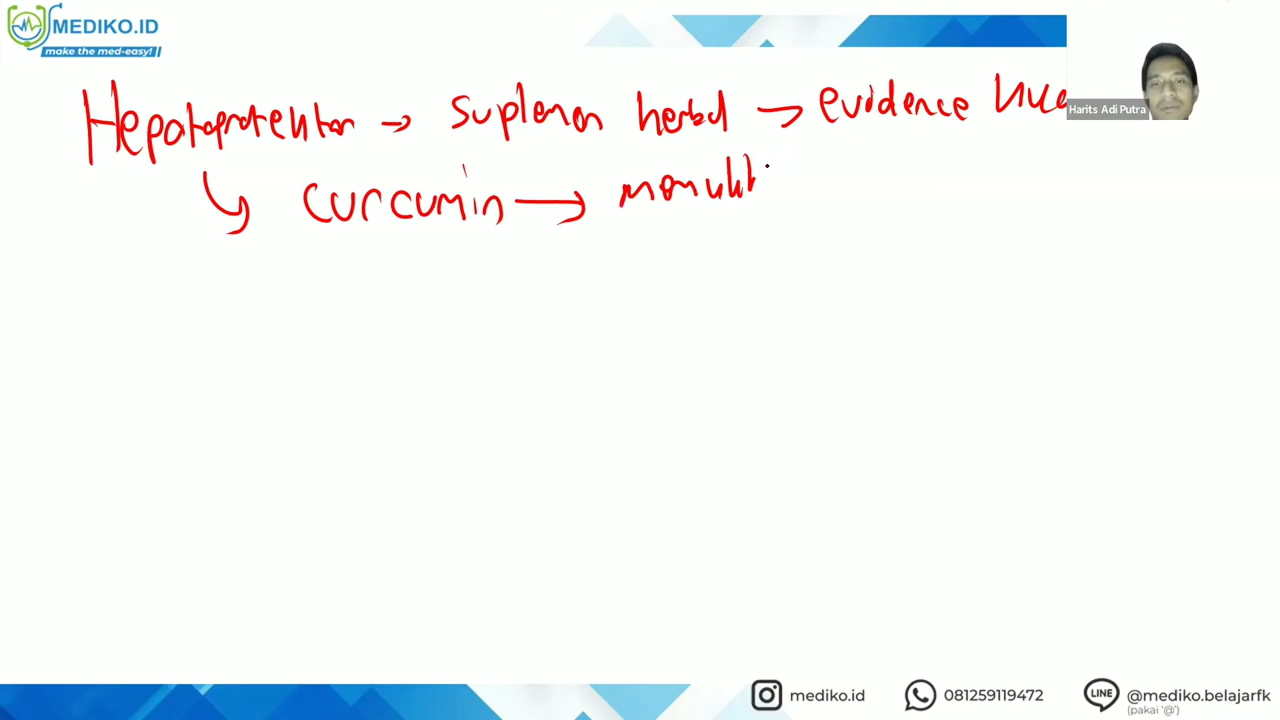 MEDIKO.ID
make the med-easy!
Harits Adi Putra
Hepatoprotektor → suplemen herbal → evidence
↳ curcumin →
mediko.id
081259119472
LINE
@mediko.belajarfk
(pakai '@')